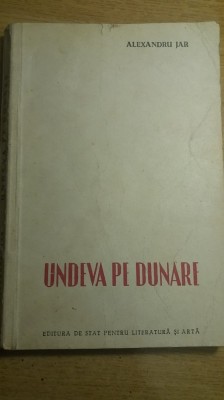 ALEXANDRU JAR
UNDEVA PE DUNĂRE
EDITURA DE STAT PENTRU LITERATURĂ ȘI ARTĂ